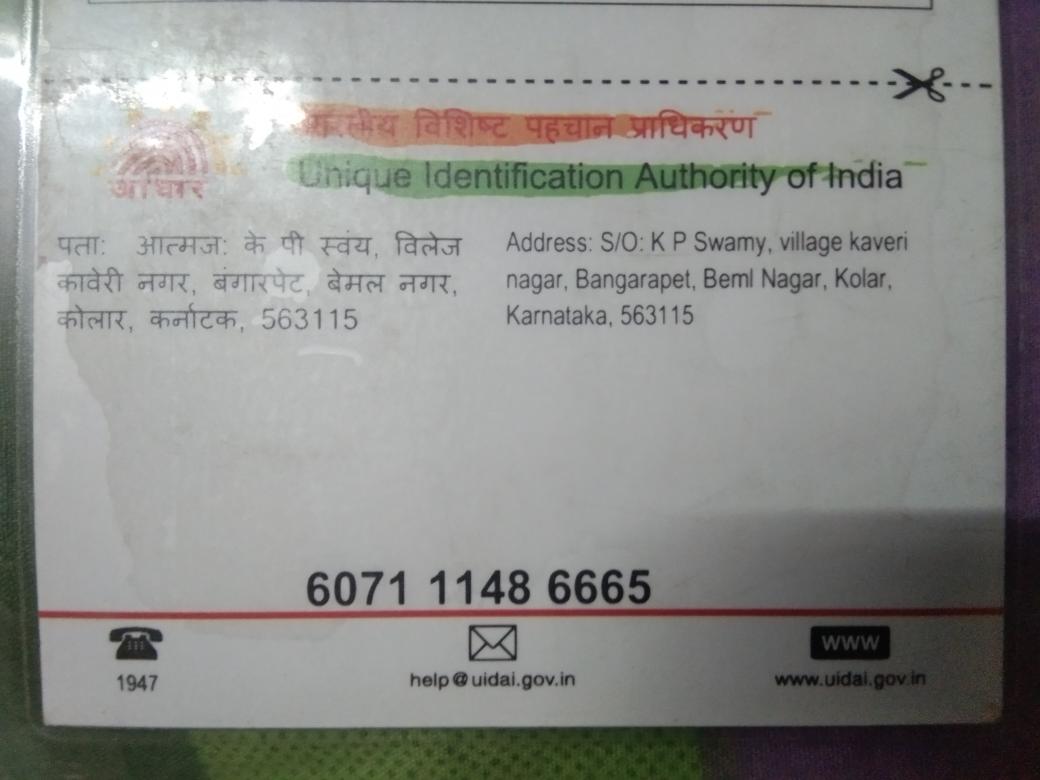 भारतीय विशिष्ट पहचान प्राधिकरण
Unique Identification Authority of India
आधार
पता: आत्मज: के पी स्वंय, विलेज
कावेरी नगर, बंगारपेट, बेमल नगर,
कोलार, कर्नाटक, 563115
Address: S/O: K P Swamy, village kaveri
nagar, Bangarapet, Beml Nagar, Kolar,
Karnataka, 563115
6071 1148 6665
1947
help@uidai.gov.in
WWW
www.uidai.gov.in